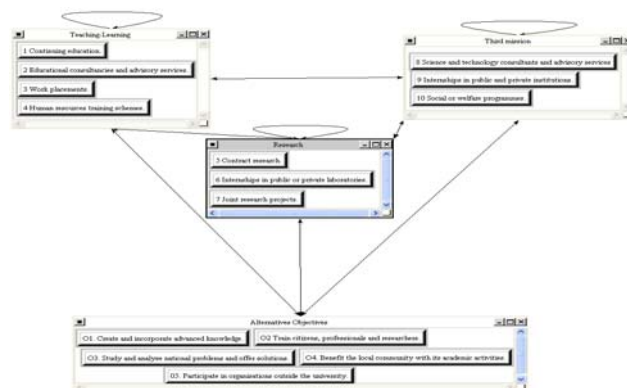 Teaching-Learning
1 Continuing education.
2 Educational consultancies and advisory services.
3 Work placements
4 Human resources training schemes.
Third mission
8 Science and technology consultants and advisory services
9 Internships in public and private institutions.
10 Social or welfare programmes.
Research
5 Contract research.
6 Internships in public or private laboratories.
7 Joint research projects
Alternatives Objectives
O1. Create and incorporate advanced knowledge.
O2 Train citizens, professionals and researchers.
O3. Study and analyse national problems and offer solutions.
O4. Benefit the local community with its academic activities.
O5. Participate in organisations outside the university.